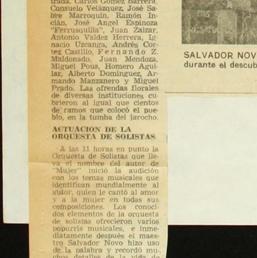 trada, Carlos Gómez Barrera,
Consuelo Velázquez, José Sa-
bre Marroquín, Ramón In-
clán, José Angel Espinoza
"Ferrusquilla", Juan Zaizar,
Antonio Valdez Herrera, Ig-
nacio Uzcanga, Andrés Cor-
tez Castillo, Fernando Z.
Maldonado, Juan Mendoza,
Miguel Pous, Homero Agui-
lar, Alberto Domínguez, Ar-
mando Manzanero y Miguel
Prado. Las ofrendas florales
de diversas instituciones cu-
brieron al igual que cientos
de ramos que colocó el pue-
blo, en la tumba del jarocho.
ACTUACION DE LA
ORQUESTA DE SOLISTAS
A las 11 horas en punto la
Orquesta de Solistas que lle-
va el nombre del autor de
"Mujer" inició la audición
con los temas musicales que
identifican mundialmente al
autor, quien le cantó al amor
y a la mujer en todas sus
composiciones. Los conoci-
dos elementos de la orquesta
de solistas ofrecieron varios
popurris musicales, e inme-
diatamente después el maes-
tro Salvador Novo hizo uso
de la palabra y recordó mu-
SALVADOR NOV
durante el descub